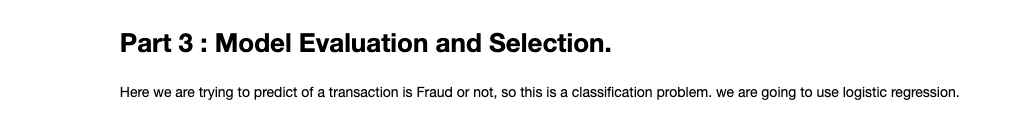 Part 3 : Model Evaluation and Selection.
Here we are trying to predict of a transaction is Fraud or not, so this is a classification problem. we are going to use logistic regression.